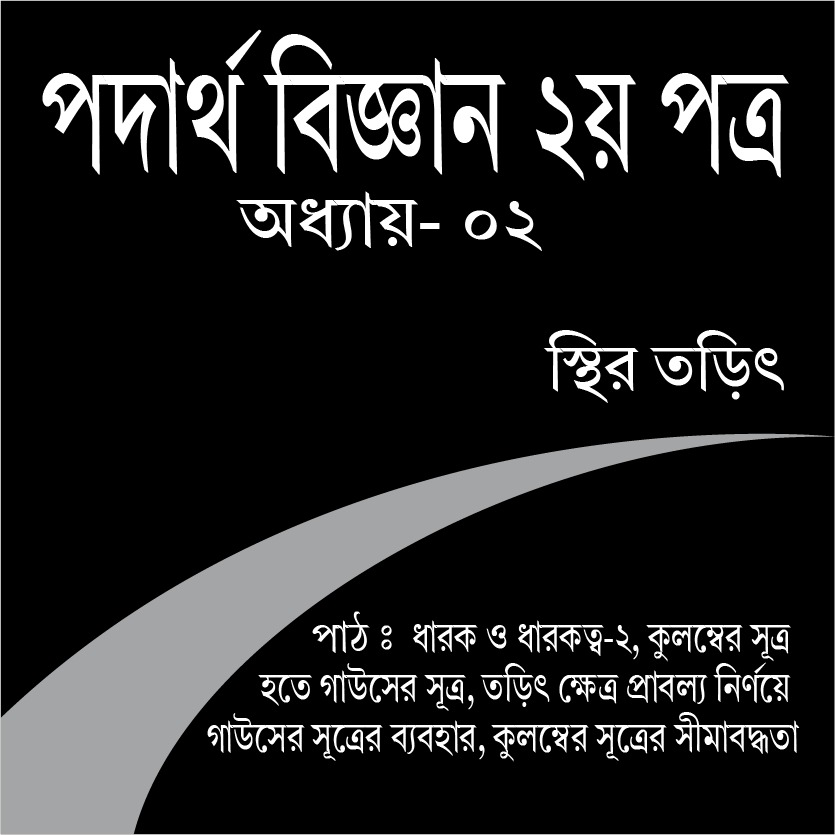 পদার্থ বিজ্ঞান ২য় পত্র
অধ্যায়- ০২
স্থির তড়িৎ
পাঠ ঃ ধারক ও ধারকত্ব-২, কুলম্বের সূত্র
হতে গাউসের সূত্র, তড়িৎ ক্ষেত্র প্রাবল্য নির্ণয়ে
গাউসের সূত্রের ব্যবহার, কুলম্বের সূত্রের সীমাবদ্ধতা